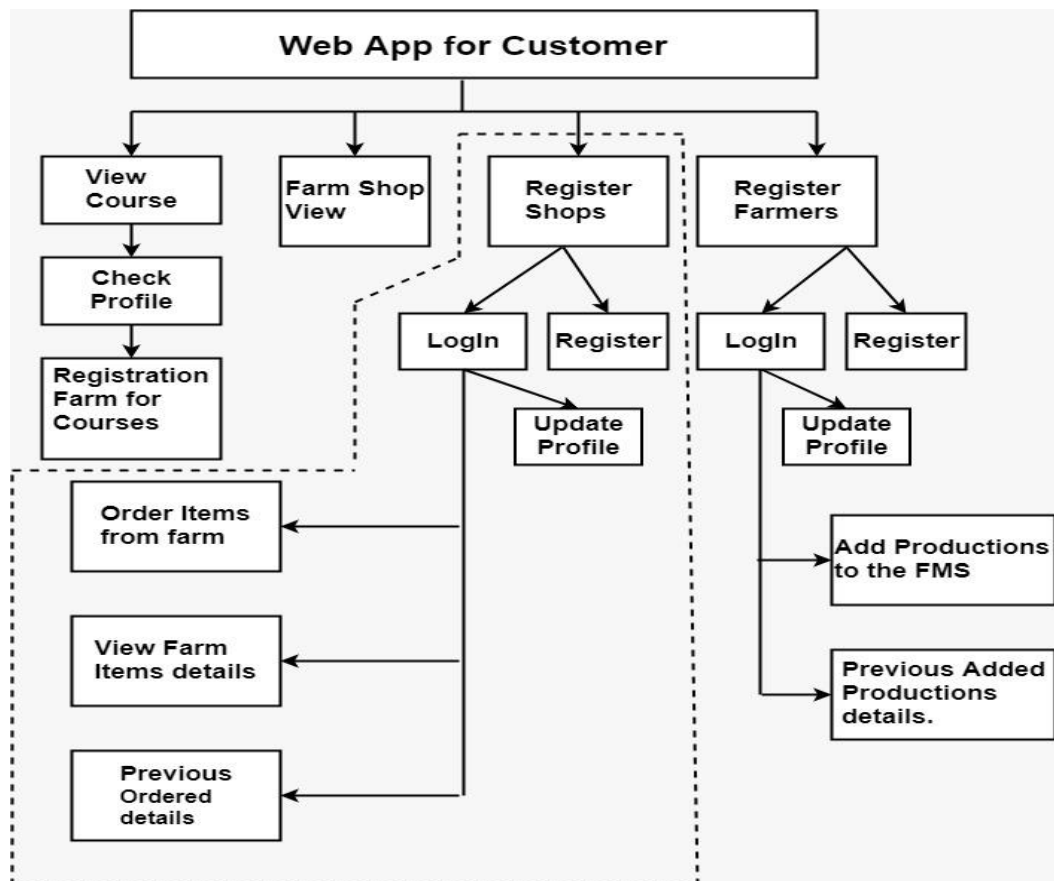 Web App for Customer
View
Course
Farm Shop
View
Register
Shops
Register
Farmers
Check
Profile
LogIn
Register
LogIn
Register
Registration
Farm for
Courses
Update
Profile
Update
Profile
Order Items
from farm
Add Productions
to the FMS
View Farm
Items details
Previous Added
Productions
details.
Previous
Ordered
details